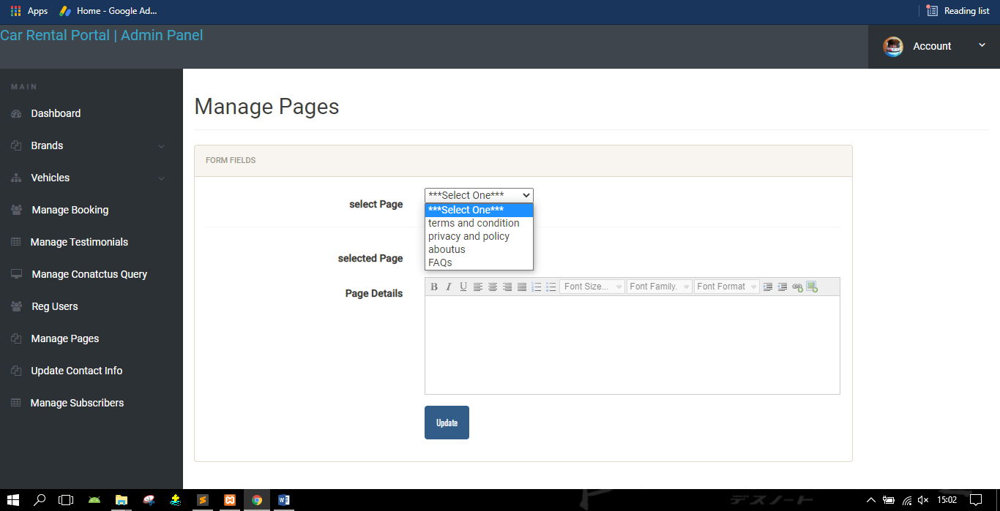 Apps
Home - Google Ad...
Reading list
Car Rental Portal | Admin Panel
Account
MAIN
Dashboard
Brands
Vehicles
Manage Booking
Manage Testimonials
Manage Conatctus Query
Reg Users
Manage Pages
Update Contact Info
Manage Subscribers
Manage Pages
FORM FIELDS
select Page
***Select One***
***Select One***
terms and condition
privacy and policy
aboutus
FAQs
selected Page
Page Details
B I U Font Size... Font Family. Font Format
Update
デスノート
15:02